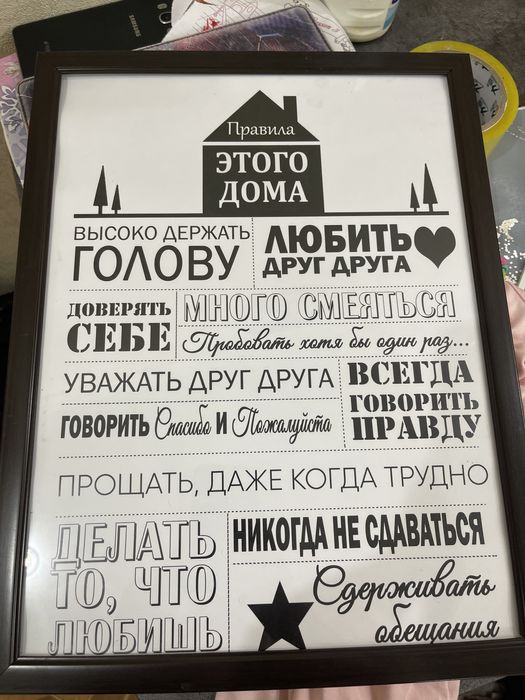 SAMSUNG
Правила
ЭТОГО
ДОМА
ВЫСОКО ДЕРЖАТЬ
ГОЛОВУ
ЛЮБИТЬ
ДРУГ ДРУГА
ДОВЕРЯТЬ
СЕБЕ
МНОГО СМЕЯТЬСЯ
Пробовать хотя бы один раз...
УВАЖАТЬ ДРУГ ДРУГА
ГОВОРИТЬ Спасибо И Пожалуйста
ВСЕГДА
ГОВОРИТЬ
ПРАВДУ
ПРОЩАТЬ, ДАЖЕ КОГДА ТРУДНО
ДЕЛАТЬ
ТО, ЧТО
ЛЮБИШЬ
НИКОГДА НЕ СДАВАТЬСЯ
Сдерживать
обещания